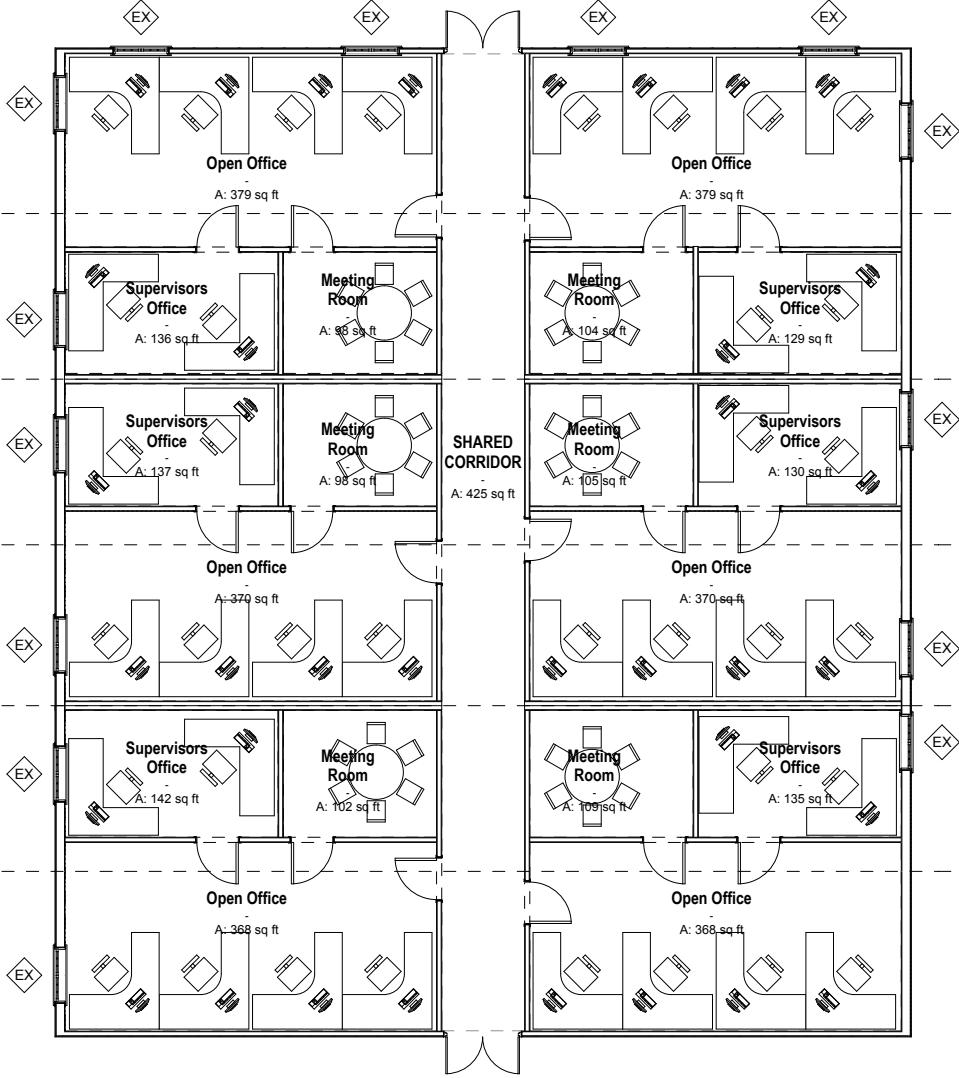 EX
EX
EX
EX
EX
EX
Open Office
-
A: 379 sq ft
Open Office
-
A: 379 sq ft
EX
Supervisors
Office
-
A: 136 sq ft
Meeting
Room
-
A: 98 sq ft
Meeting
Room
-
A: 104 sq ft
Supervisors
Office
-
A: 129 sq ft
EX
EX
Supervisors
Office
-
A: 137 sq ft
Meeting
Room
-
A: 98 sq ft
SHARED
CORRIDOR
-
A: 425 sq ft
Meeting
Room
-
A: 105 sq ft
Supervisors
Office
-
A: 130 sq ft
Open Office
-
A: 370 sq ft
Open Office
-
A: 370 sq ft
EX
EX
EX
EX
Supervisors
Office
-
A: 142 sq ft
Meeting
Room
-
A: 102 sq ft
Meeting
Room
-
A: 109 sq ft
Supervisors
Office
-
A: 135 sq ft
Open Office
-
A: 368 sq ft
Open Office
-
A: 368 sq ft
EX